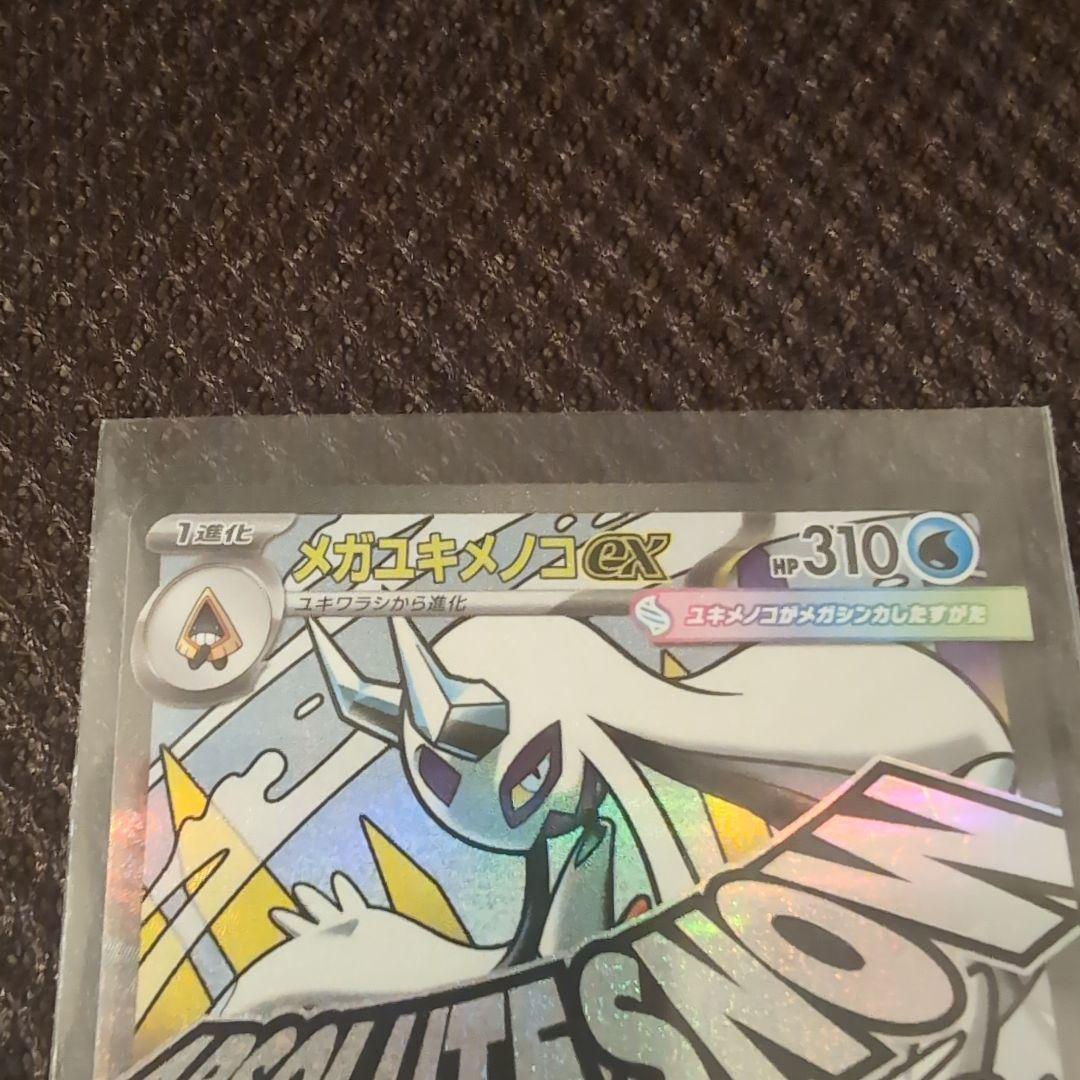 1進化
メガユキメノコex
HP310
ユキワラシから進化
ユキメノコがメガシンカしたすがた
ABSOLUTE SNOW